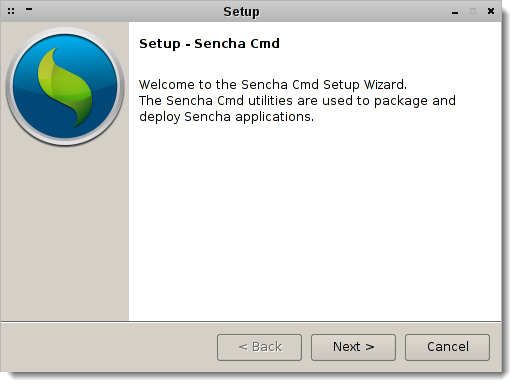 Setup
Setup - Sencha Cmd
Welcome to the Sencha Cmd Setup Wizard.
The Sencha Cmd utilities are used to package and
deploy Sencha applications.
< Back
Next >
Cancel